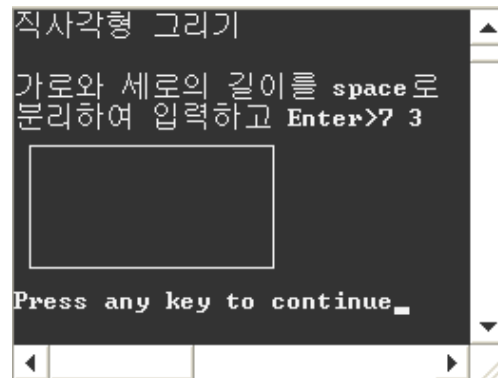 직사각형 그리기
가로와 세로의 길이를 space로
분리하여 입력하고 Enter>7 3
Press any key to continue_